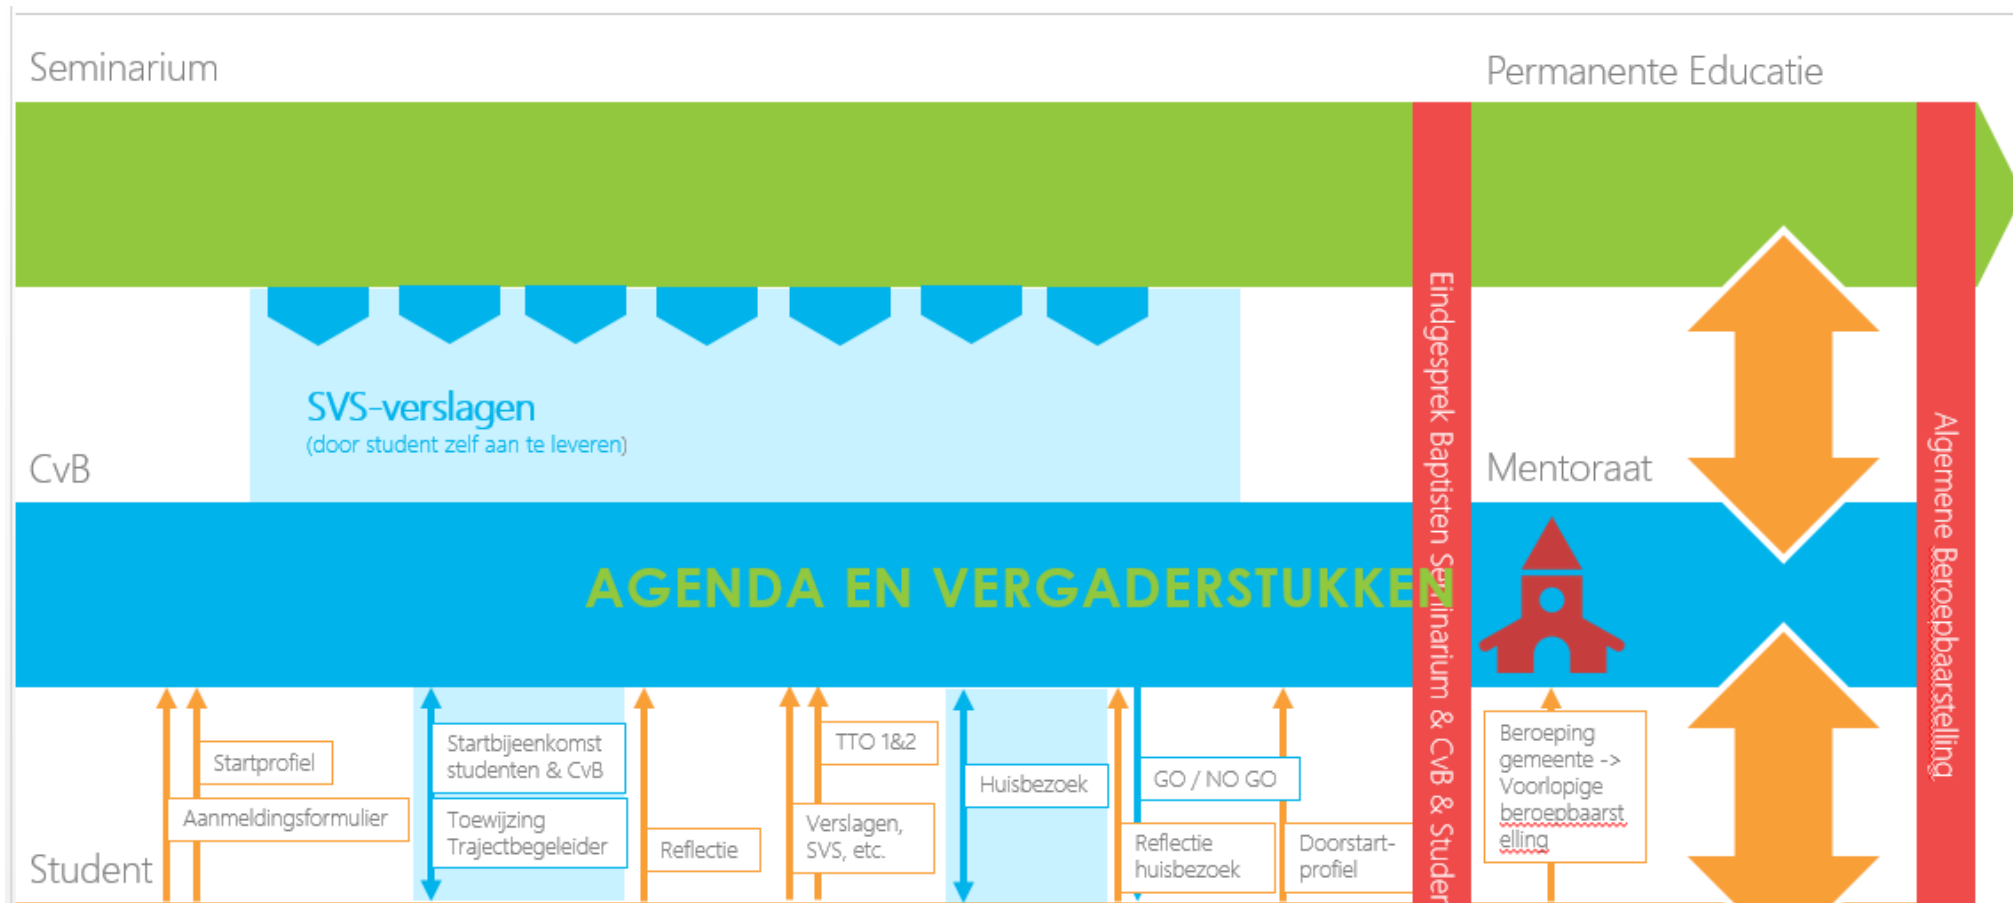 Seminarium
Permanente Educatie
SVS-verslagen
(door student zelf aan te leveren)
CvB
Mentoraat
AGENDA EN VERGADERSTUKKEN
Eindgesprek Baptisten Seminarium & CvB & Studen
Algemene Beroepbaarstelling
Startprofiel
Aanmeldingsformulier
Startbijeenkomst
studenten & CvB
Toewijzing
Trajectbegeleider
Reflectie
TTO 1&2
Verslagen,
SVS, etc.
Huisbezoek
GO / NO GO
Reflectie
huisbezoek
Doorstart-
profiel
Beroeping
gemeente ->
Voorlopige
beroepbaarst
elling
Student